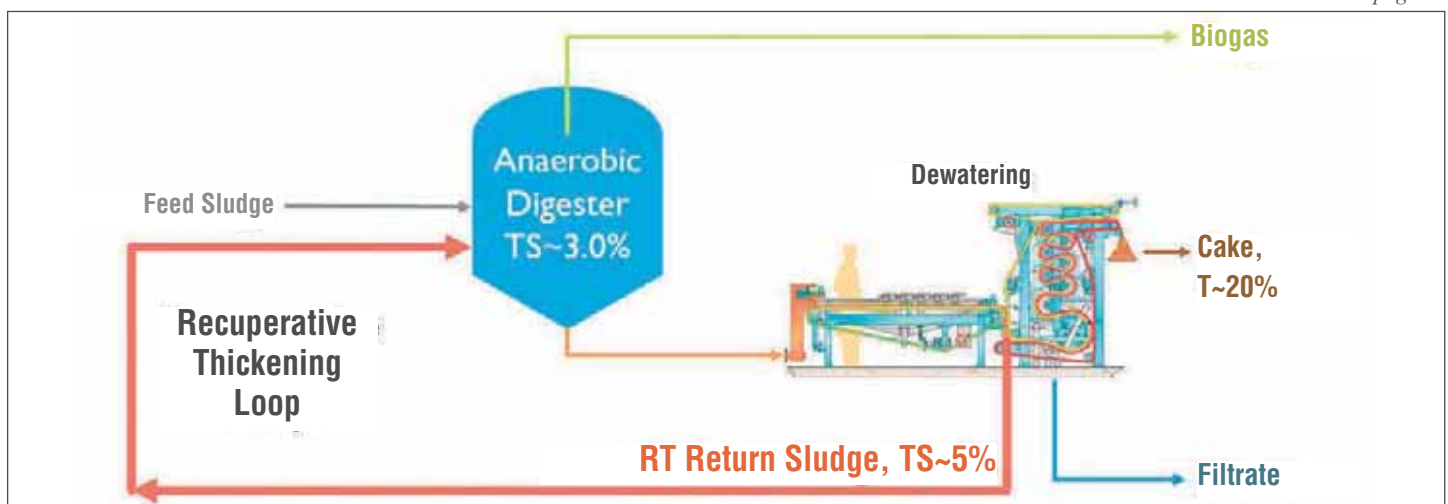 Biogas
Anaerobic
Digester
TS~3.0%
Feed Sludge
Dewatering
Cake,
T~20%
Recuperative
Thickening
Loop
RT Return Sludge, TS~5%
Filtrate